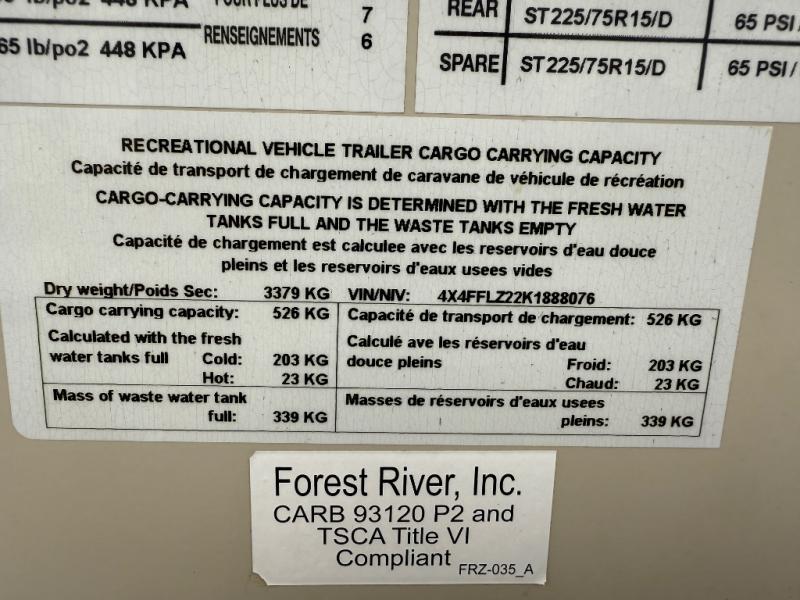 448 KPA POUR PLUS DE 7
65 lb/po2 448 KPA RENSEIGNEMENTS 6
REAR ST225/75R15/D 65 PSI/
SPARE ST225/75R15/D 65 PSI/
RECREATIONAL VEHICLE TRAILER CARGO CARRYING CAPACITY
Capacité de transport de chargement de caravane de véhicule de récréation
CARGO-CARRYING CAPACITY IS DETERMINED WITH THE FRESH WATER
TANKS FULL AND THE WASTE TANKS EMPTY
Capacité de chargement est calculee avec les reservoirs d'eau douce
pleins et les reservoirs d'eaux usees vides
Dry weight/Poids Sec: 3379 KG VIN/NIV: 4X4FFLZ22K1888076
Cargo carrying capacity: 526 KG Capacité de transport de chargement: 526 KG
Calculated with the fresh Calculé ave les réservoirs d'eau
water tanks full Cold: 203 KG douce pleins Froid: 203 KG
Hot: 23 KG Chaud: 23 KG
Mass of waste water tank Masses de réservoirs d'eaux usees
full: 339 KG pleins: 339 KG
Forest River, Inc.
CARB 93120 P2 and
TSCA Title VI
Compliant FRZ-035_A